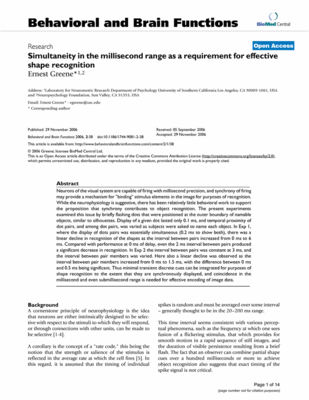 Behavioral and Brain Functions
BioMed Central
Research
Open Access
Simultaneity in the millisecond range as a requirement for effective
shape recognition
Ernest Greene*1,2
Address: 1Laboratory for Neurometric Research Department of Psychology University of Southern California Los Angeles, CA 90089-1061, USA
and 2Neuropsychology Foundation, Sun Valley, CA 91353, USA
Email: Ernest Greene* - egreene@usc.edu
* Corresponding author
Published: 29 November 2006
Received: 05 September 2006
Accepted: 29 November 2006
Behavioral and Brain Functions 2006, 2:38 doi:10.1186/1744-9081-2-38
This article is available from: http://www.behavioralandbrainfunctions.com/content/2/1/38
© 2006 Greene; licensee BioMed Central Ltd.
This is an Open Access article distributed under the terms of the Creative Commons Attribution License (http://creativecommons.org/licenses/by/2.0),
which permits unrestricted use, distribution, and reproduction in any medium, provided the original work is properly cited.
Abstract
Neurons of the visual system are capable of firing with millisecond precision, and synchrony of firing
may provide a mechanism for "binding" stimulus elements in the image for purposes of recognition.
While the neurophysiology is suggestive, there has been relatively little behavioral work to support
the proposition that synchrony contributes to object recognition. The present experiments
examined this issue by briefly flashing dots that were positioned at the outer boundary of namable
objects, similar to silhouettes. Display of a given dot lasted only 0.1 ms, and temporal proximity of
dot pairs, and among dot pairs, was varied as subjects were asked to name each object. In Exp 1,
where the display of dots pairs was essentially simultaneous (0.2 ms to show both), there was a
linear decline in recognition of the shapes as the interval between pairs increased from 0 ms to 6
ms. Compared with performance at 0 ms of delay, even the 2 ms interval between pairs produced
a significant decrease in recognition. In Exp 2 the interval between pairs was constant at 3 ms, and
the interval between pair members was varied. Here also a linear decline was observed as the
interval between pair members increased from 0 ms to 1.5 ms, with the difference between 0 ms
and 0.5 ms being significant. Thus minimal transient discrete cues can be integrated for purposes of
shape recognition to the extent that they are synchronously displayed, and coincidence in the
millisecond and even submillisecond range is needed for effective encoding of image data.
Background
A cornerstone principle of neurophysiology is the idea
that neurons are either intrinsically designed to be selec-
tive with respect to the stimuli to which they will respond,
or through connections with other units, can be made to
be selective [1-4].
A corollary is the concept of a "rate code," this being the
notion that the strength or salience of the stimulus is
reflected in the average rate at which the cell fires [5]. In
this regard, it is assumed that the timing of individual
spikes is random and must be averaged over some interval
– generally thought to be in the 20–200 ms range.
This time interval seems consistent with various percep-
tual phenomena, such as the frequency at which one sees
fusion of a flickering stimulus, that which provides for
smooth motion in a rapid sequence of still images, and
the duration of visible persistence resulting from a brief
flash. The fact that an observer can combine partial shape
cues over a hundred milliseconds or more to achieve
object recognition also suggests that exact timing of the
spike signal is not critical.
Page 1 of 14
(page number not for citation purposes)